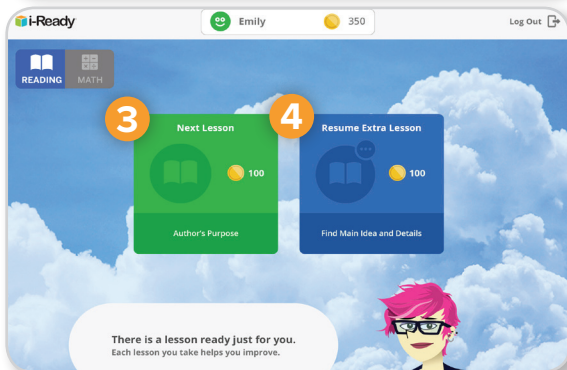 i-Ready
Emily
350
Log Out
READING
MATH
3
4
Next Lesson
Resume Extra Lesson
100
100
Author's Purpose
Find Main Idea and Details
There is a lesson ready just for you.
Each lesson you take helps you improve.